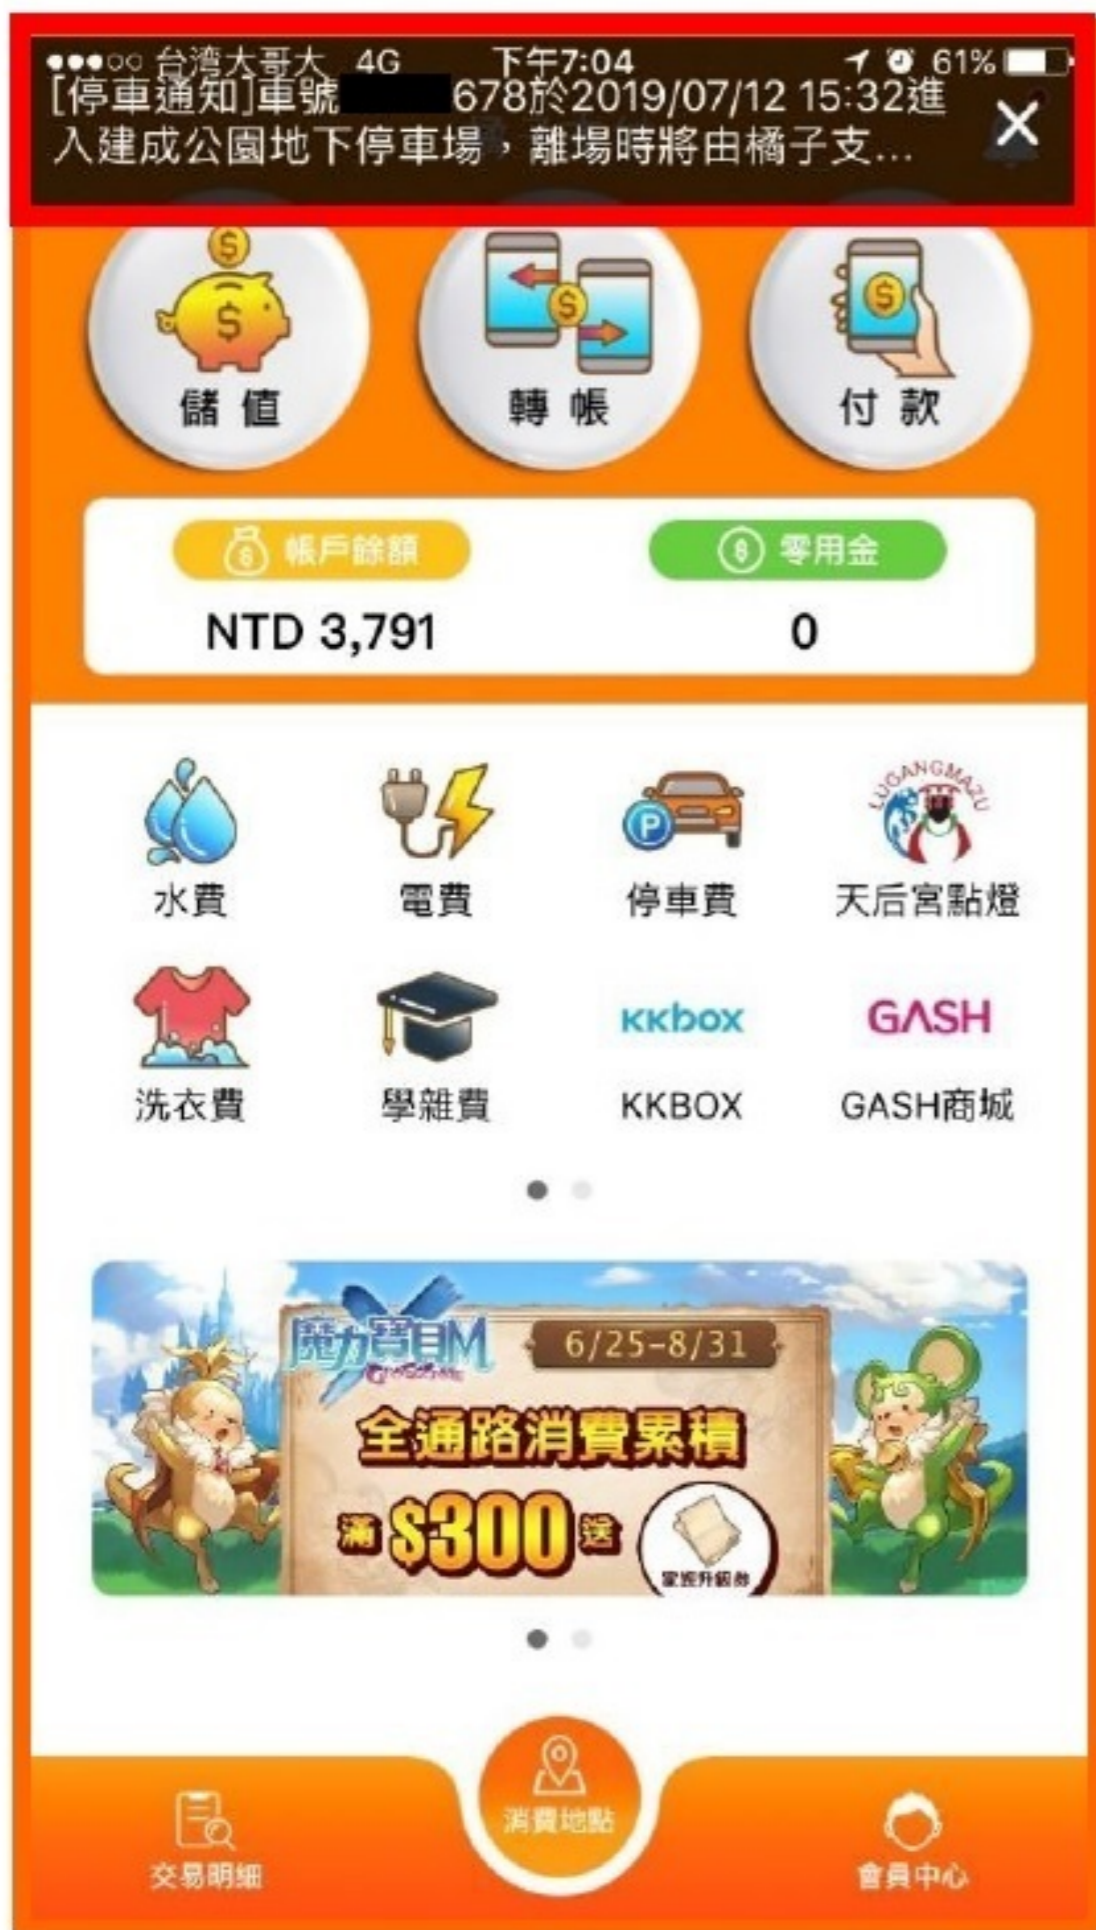 台湾大哥大 4G 下午7:04 61%
[停車通知]車號 678於2019/07/12 15:32進
入建成公園地下停車場，離場時將由橘子支...
儲值 轉帳 付款
帳戶餘額 零用金
NTD 3,791 0
LUGANGMAZU
水費 電費 停車費 天后宮點燈
KKBOX GASH
洗衣費 學雜費 KKBOX GASH商城
魔力寶貝M 6/25-8/31
全通路消費累積
滿$300送
消費地點
交易明細 會員中心